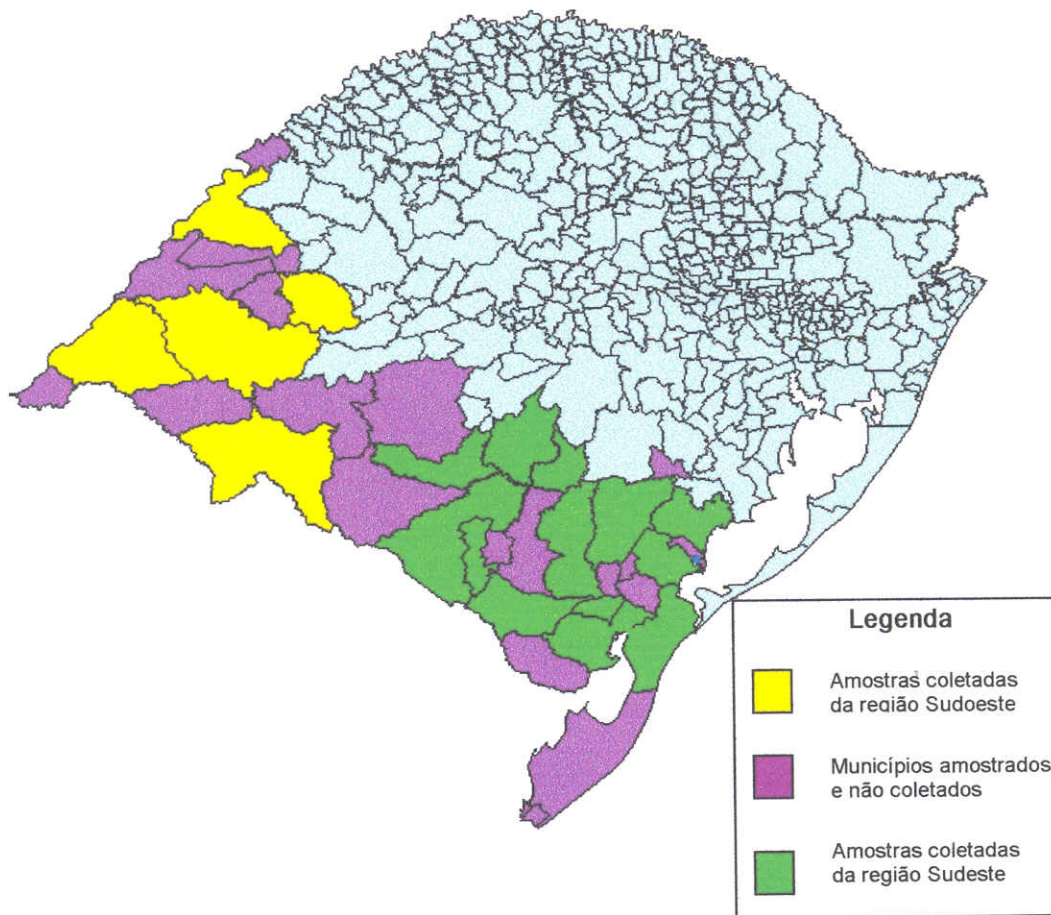 Legenda
Amostras coletadas
da região Sudoeste
Municípios amostrados
e não coletados
Amostras coletadas
da região Sudeste